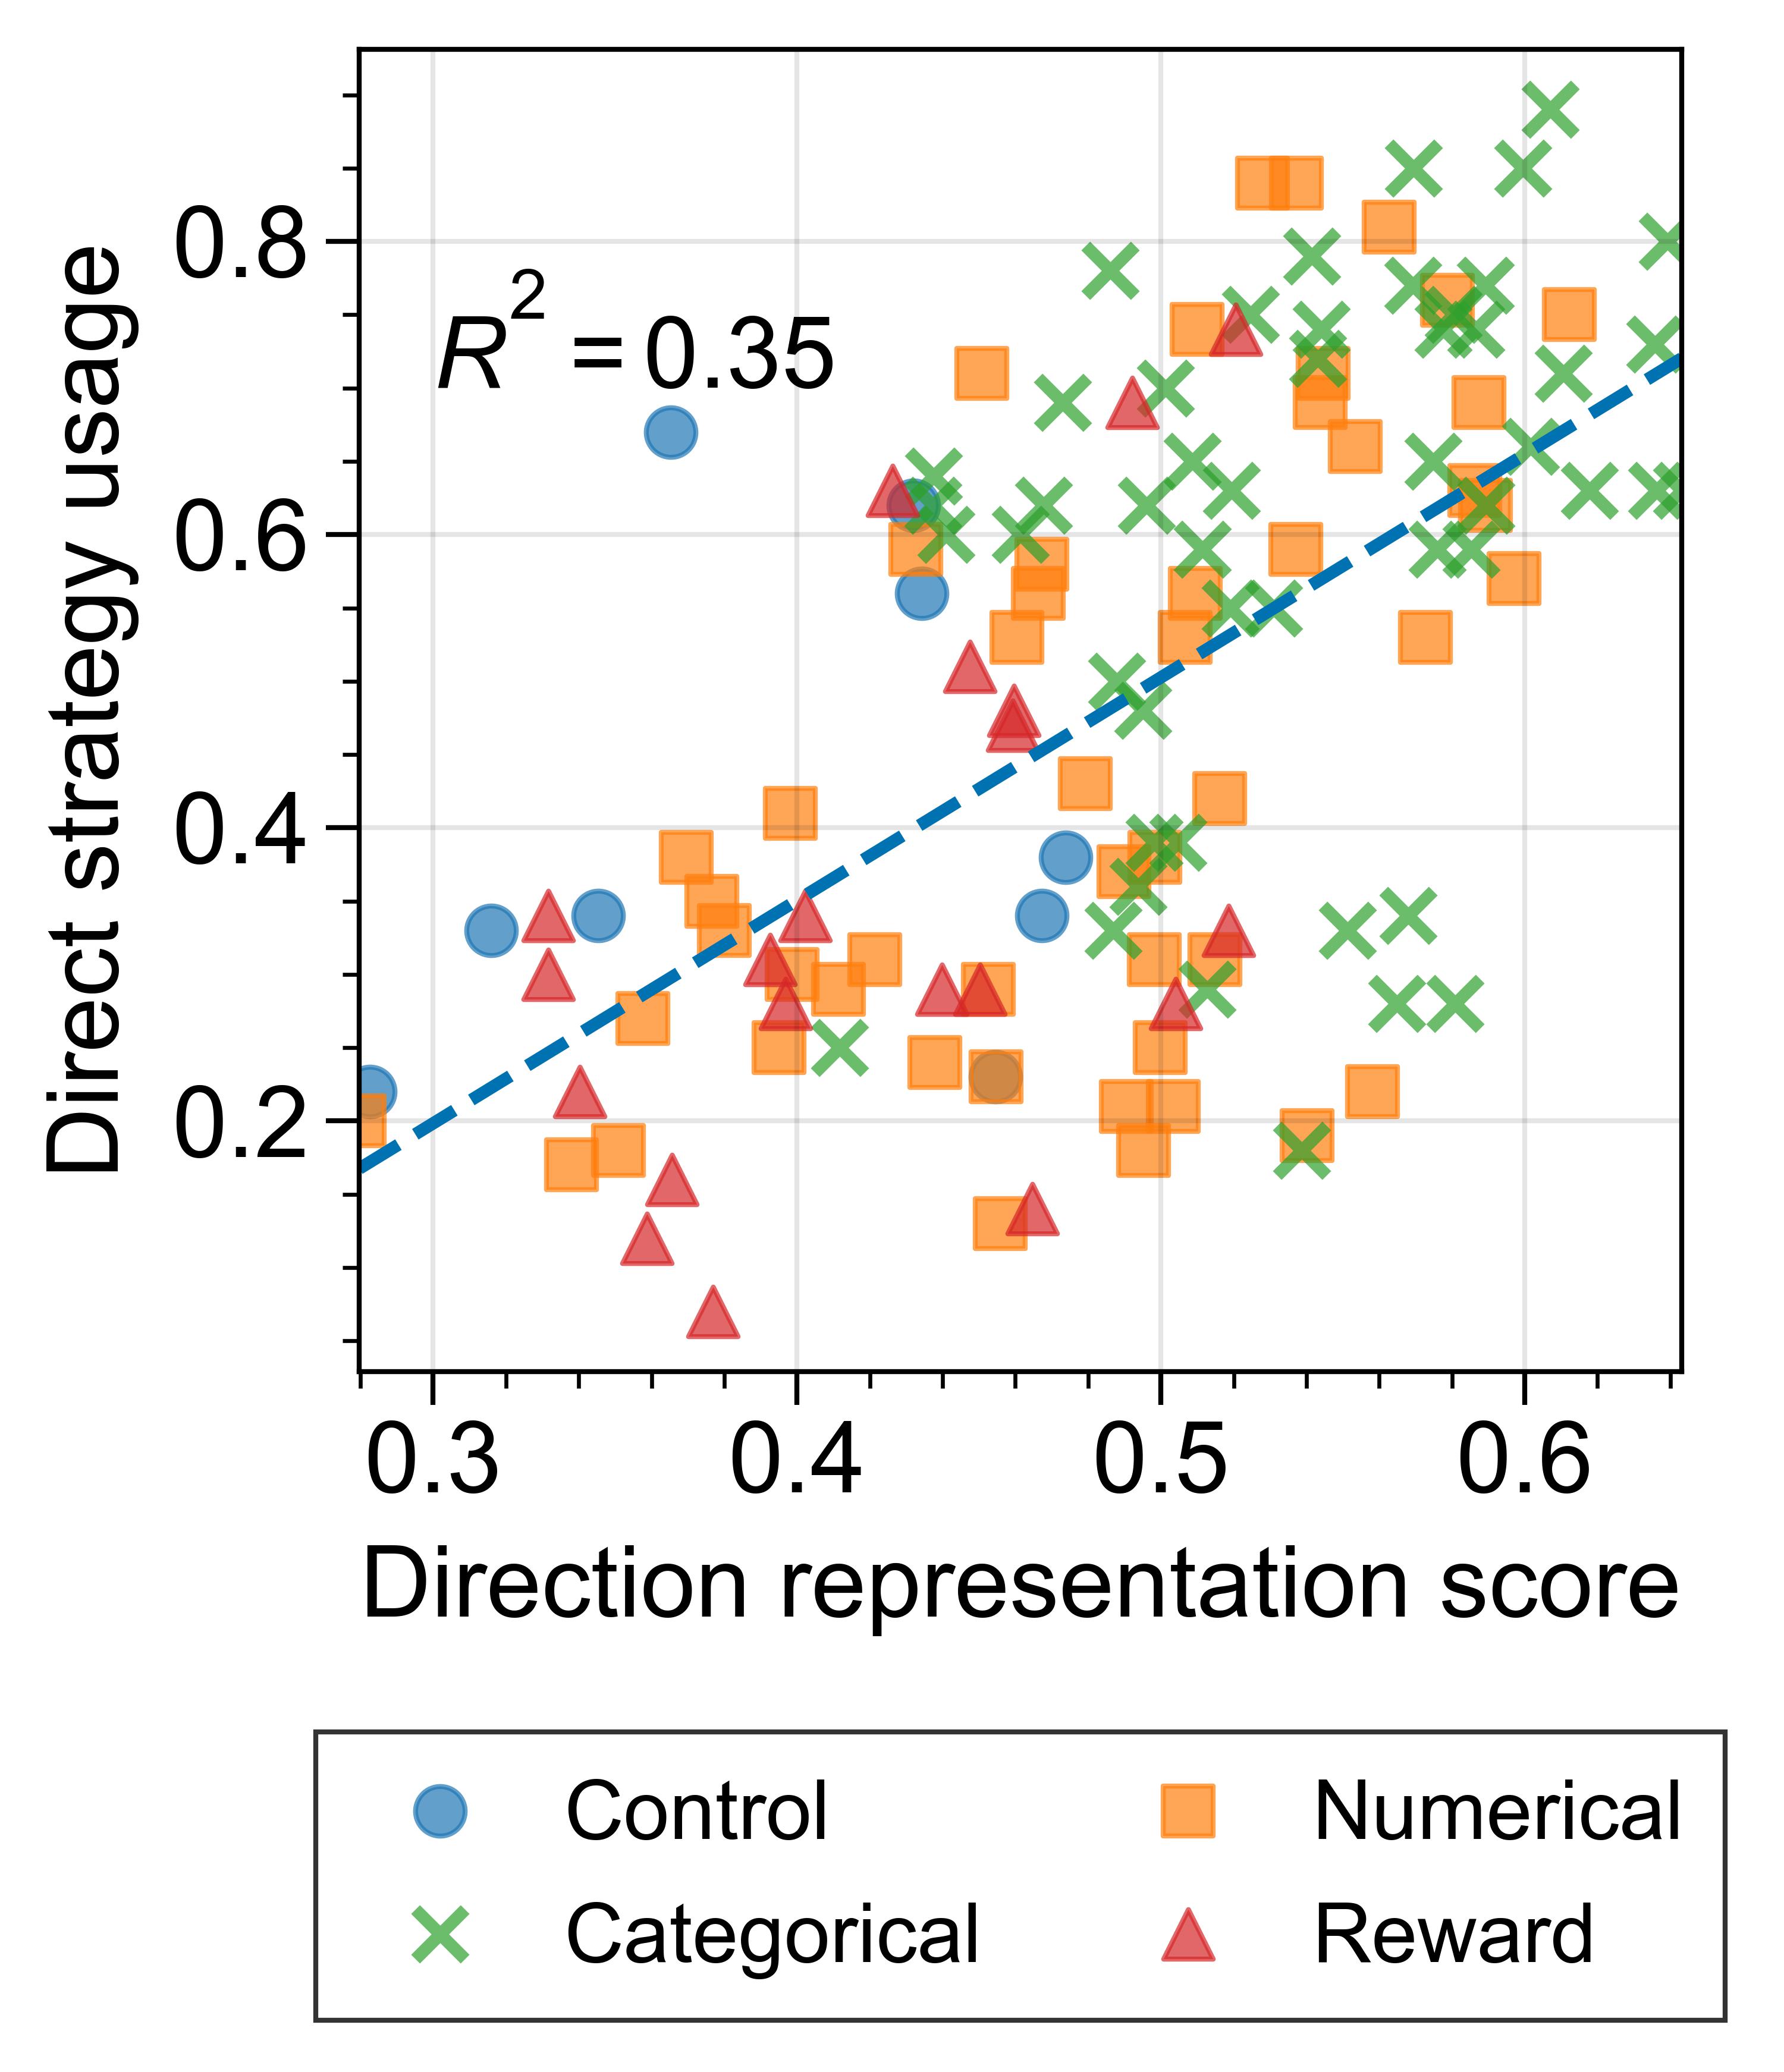 Direct strategy usage
0.8
0.6
0.4
0.2
R² = 0.35
0.3 0.4 0.5 0.6
Direction representation score
Control Numerical
Categorical Reward